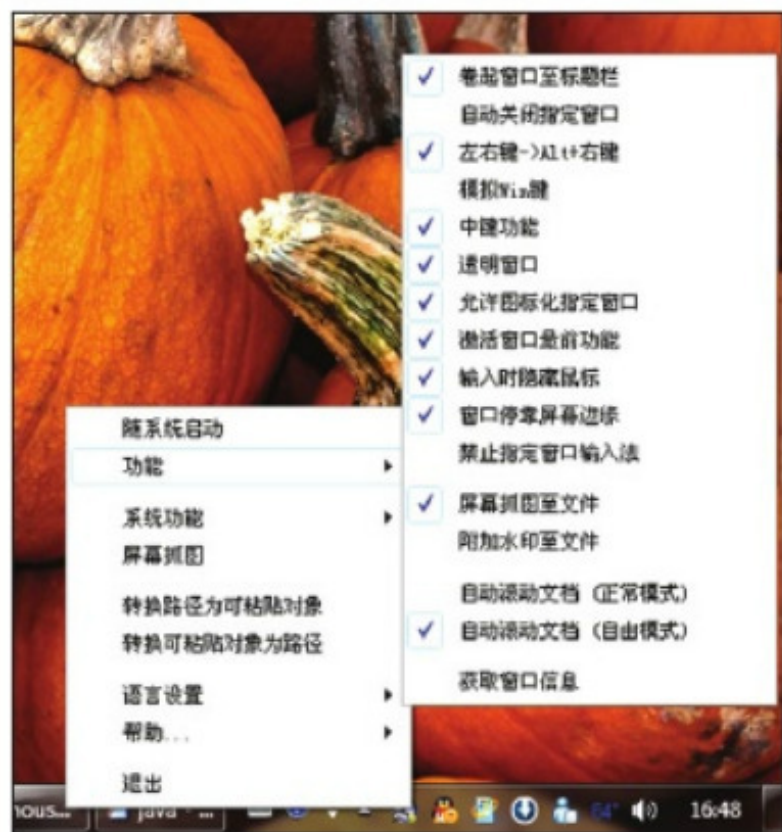 卷起窗口至标题栏
自动关闭指定窗口
左右键->Alt+右键
模拟Win键
中键功能
透明窗口
允许图标化指定窗口
激活窗口最前功能
输入时隐藏鼠标
窗口停靠屏幕边缘
禁止指定窗口输入法
屏幕抓图至文件
附加水印至文件
自动滚动文档 (正常模式)
自动滚动文档 (自由模式)
获取窗口信息
随系统启动
功能
系统功能
屏幕抓图
转换路径为可粘贴对象
转换可粘贴对象为路径
语言设置
帮助...
退出
nous... java - ... 64° 16:48